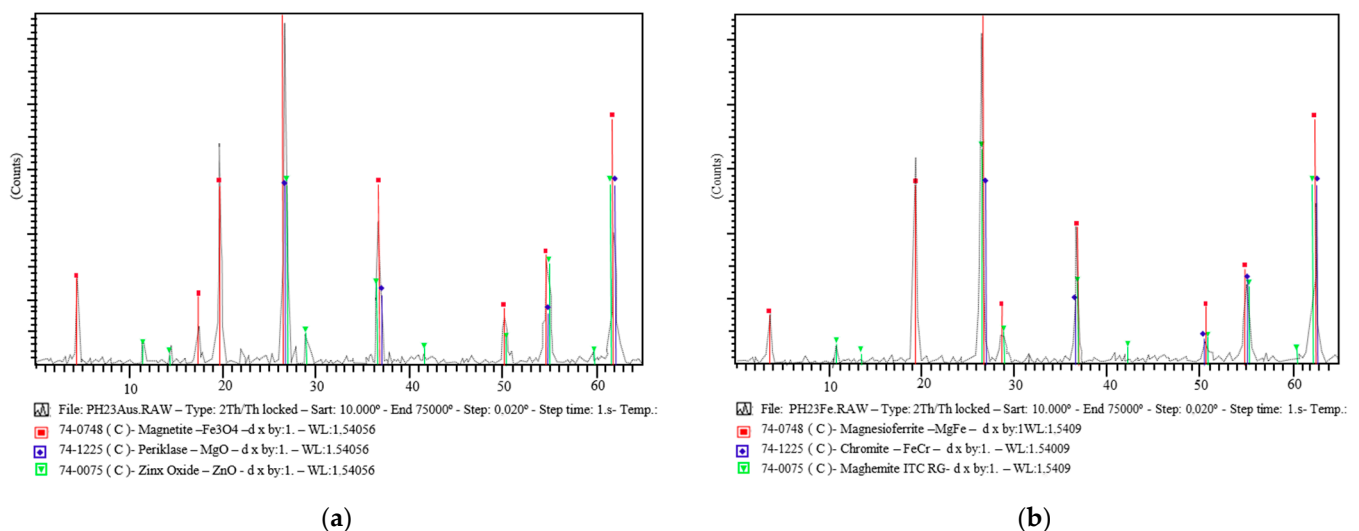 (Counts)
10 20 30 40 50 60
File: PH23Aus.RAW – Type: 2Th/Th locked – Sart: 10.000º - End 75000° - Step: 0,020° - Step time: 1.s- Temp.:
74-0748 ( C )- Magnetite –Fe3O4 –d x by:1. – WL:1.54056
74-1225 ( C )- Periklase – MgO – d x by:1. – WL:1.54056
74-0075 ( C )- Zinx Oxide – ZnO - d x by:1. – WL:1.54056
(a)
(Counts)
10 20 30 40 50 60
File: PH23Fe.RAW – Type: 2Th/Th locked – Sart: 10.000º - End 75000° - Step: 0,020° - Step time: 1.s- Temp.:
74-0748 ( C )- Magnesioferrite –MgFe – d x by:1WL:1.5409
74-1225 ( C )- Chromite – FeCr – d x by:1. – WL:1.54009
74-0075 ( C )- Maghemite ITC RG- d x by:1. – WL:1.5409
(b)